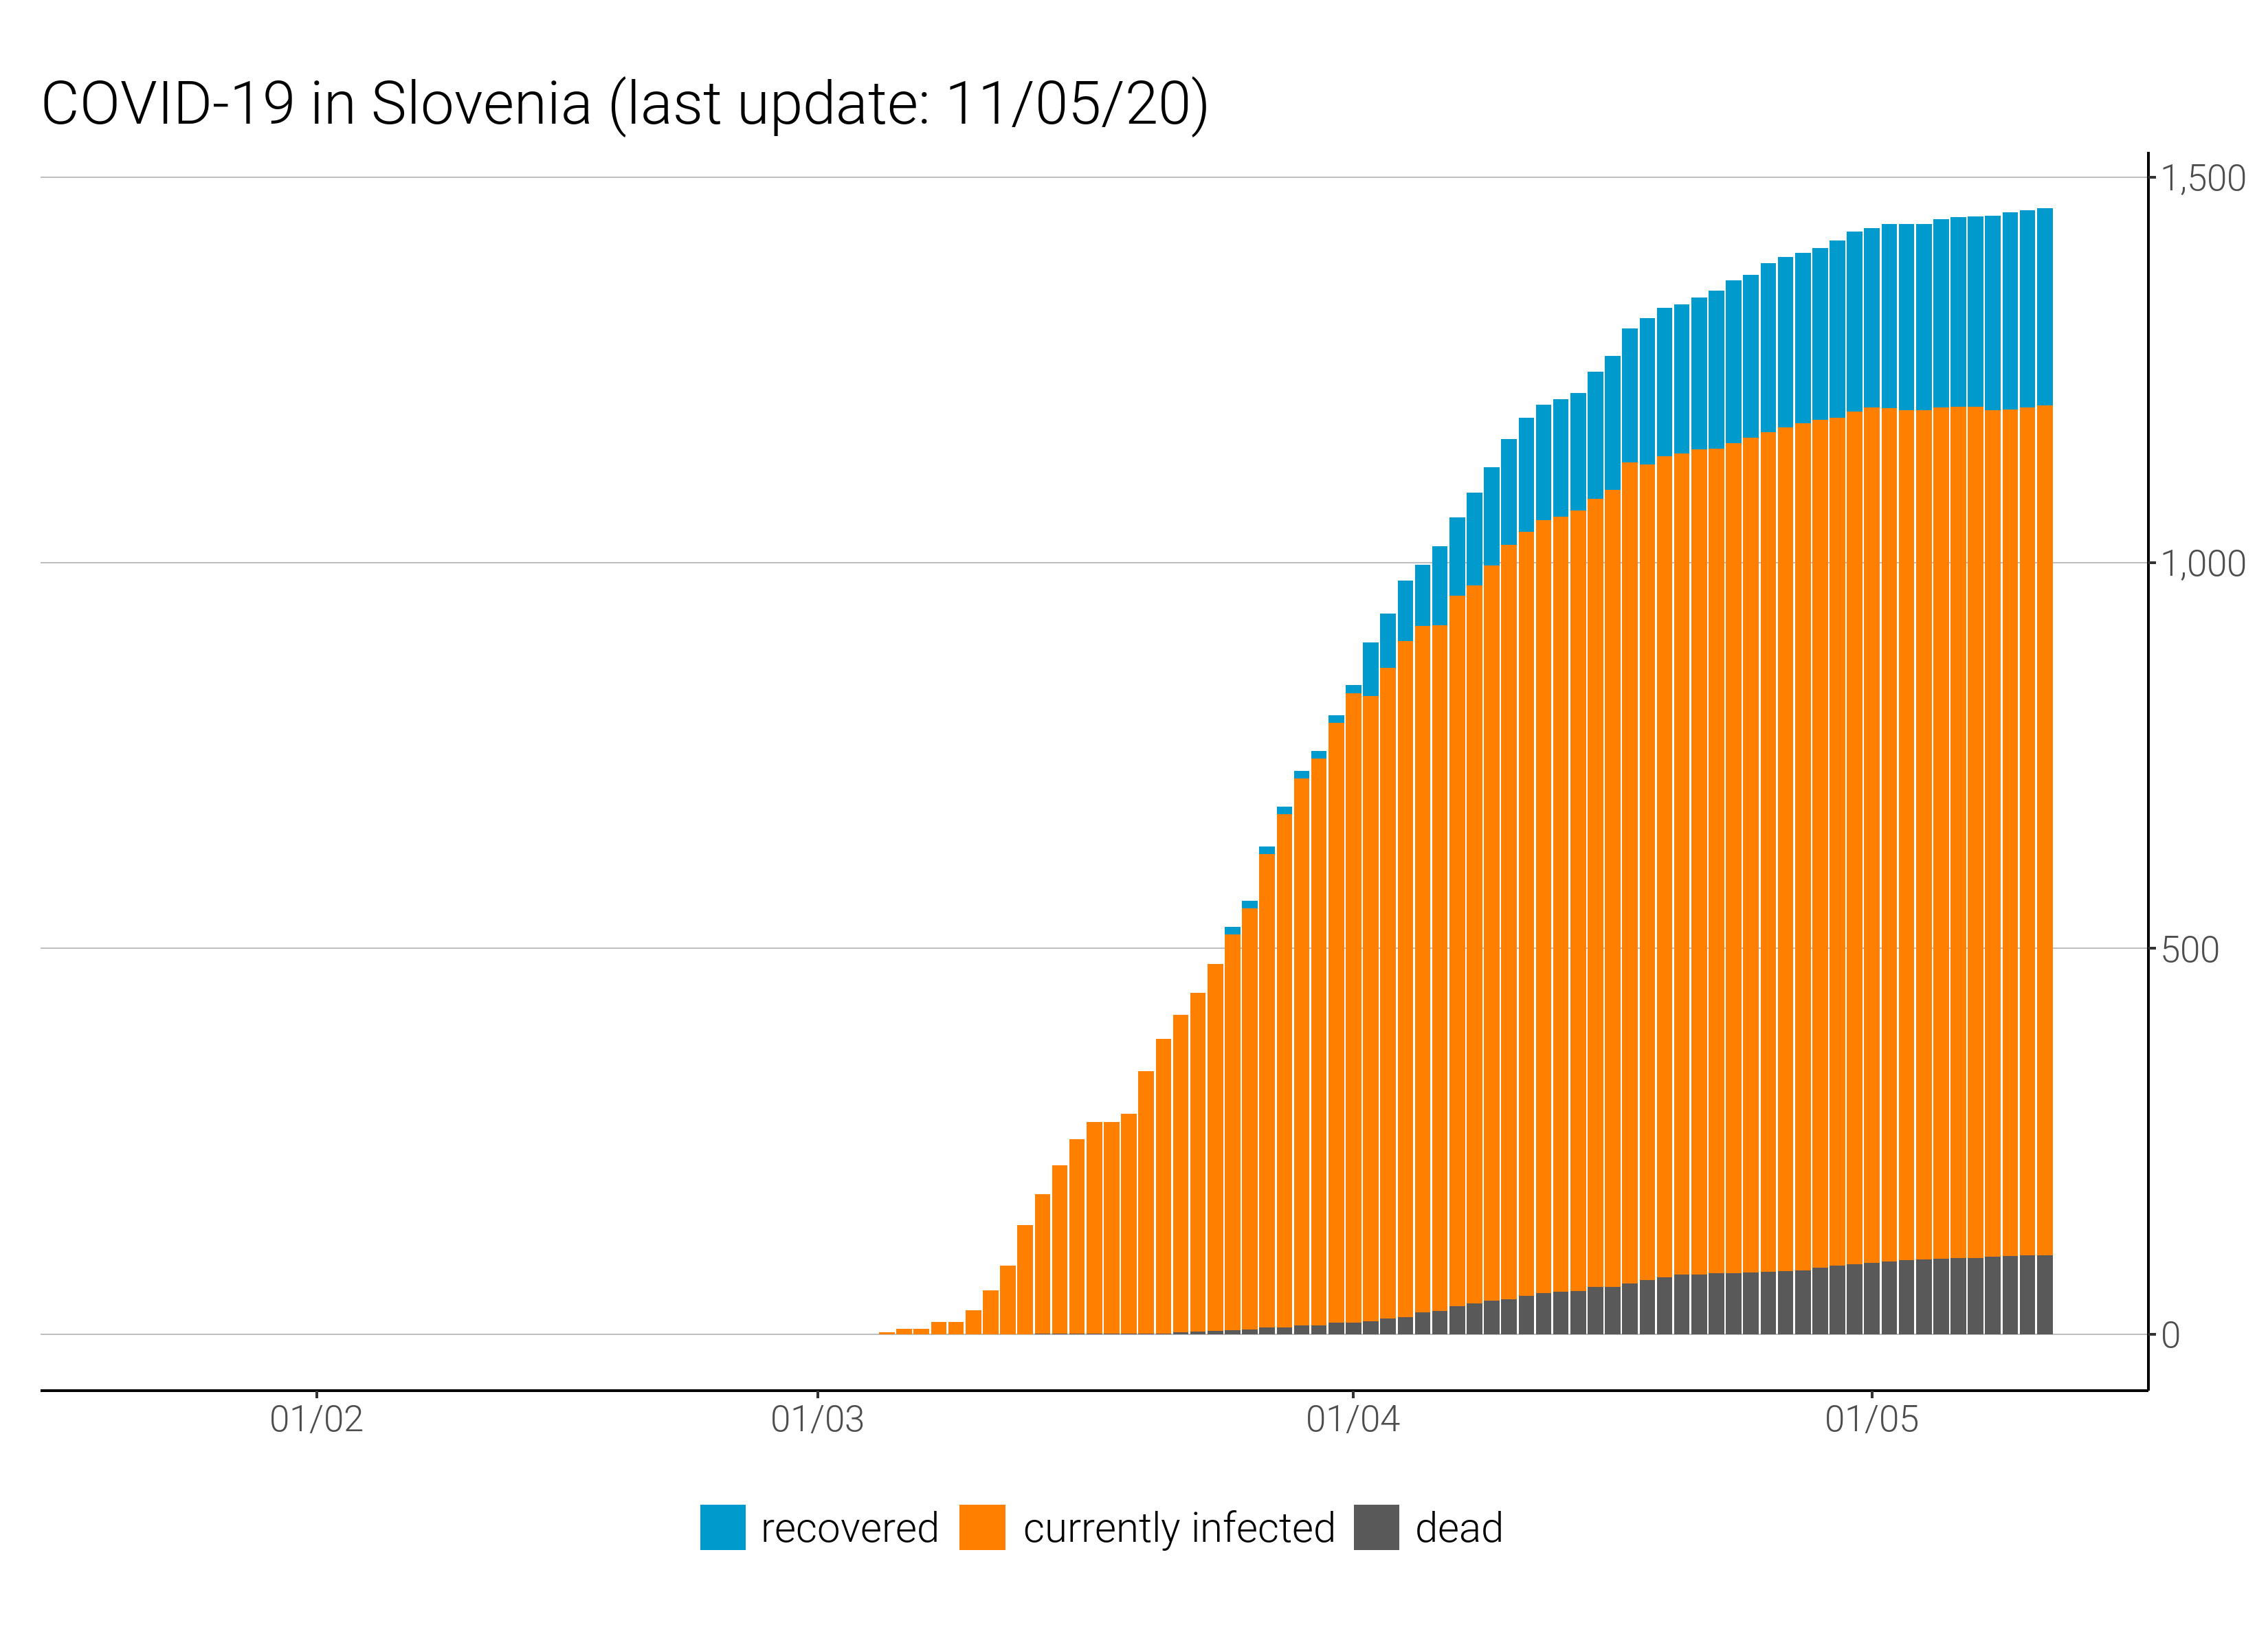 COVID-19 in Slovenia (last update: 11/05/20)
1,500
1,000
500
0
01/02 01/03 01/04 01/05
recovered currently infected dead